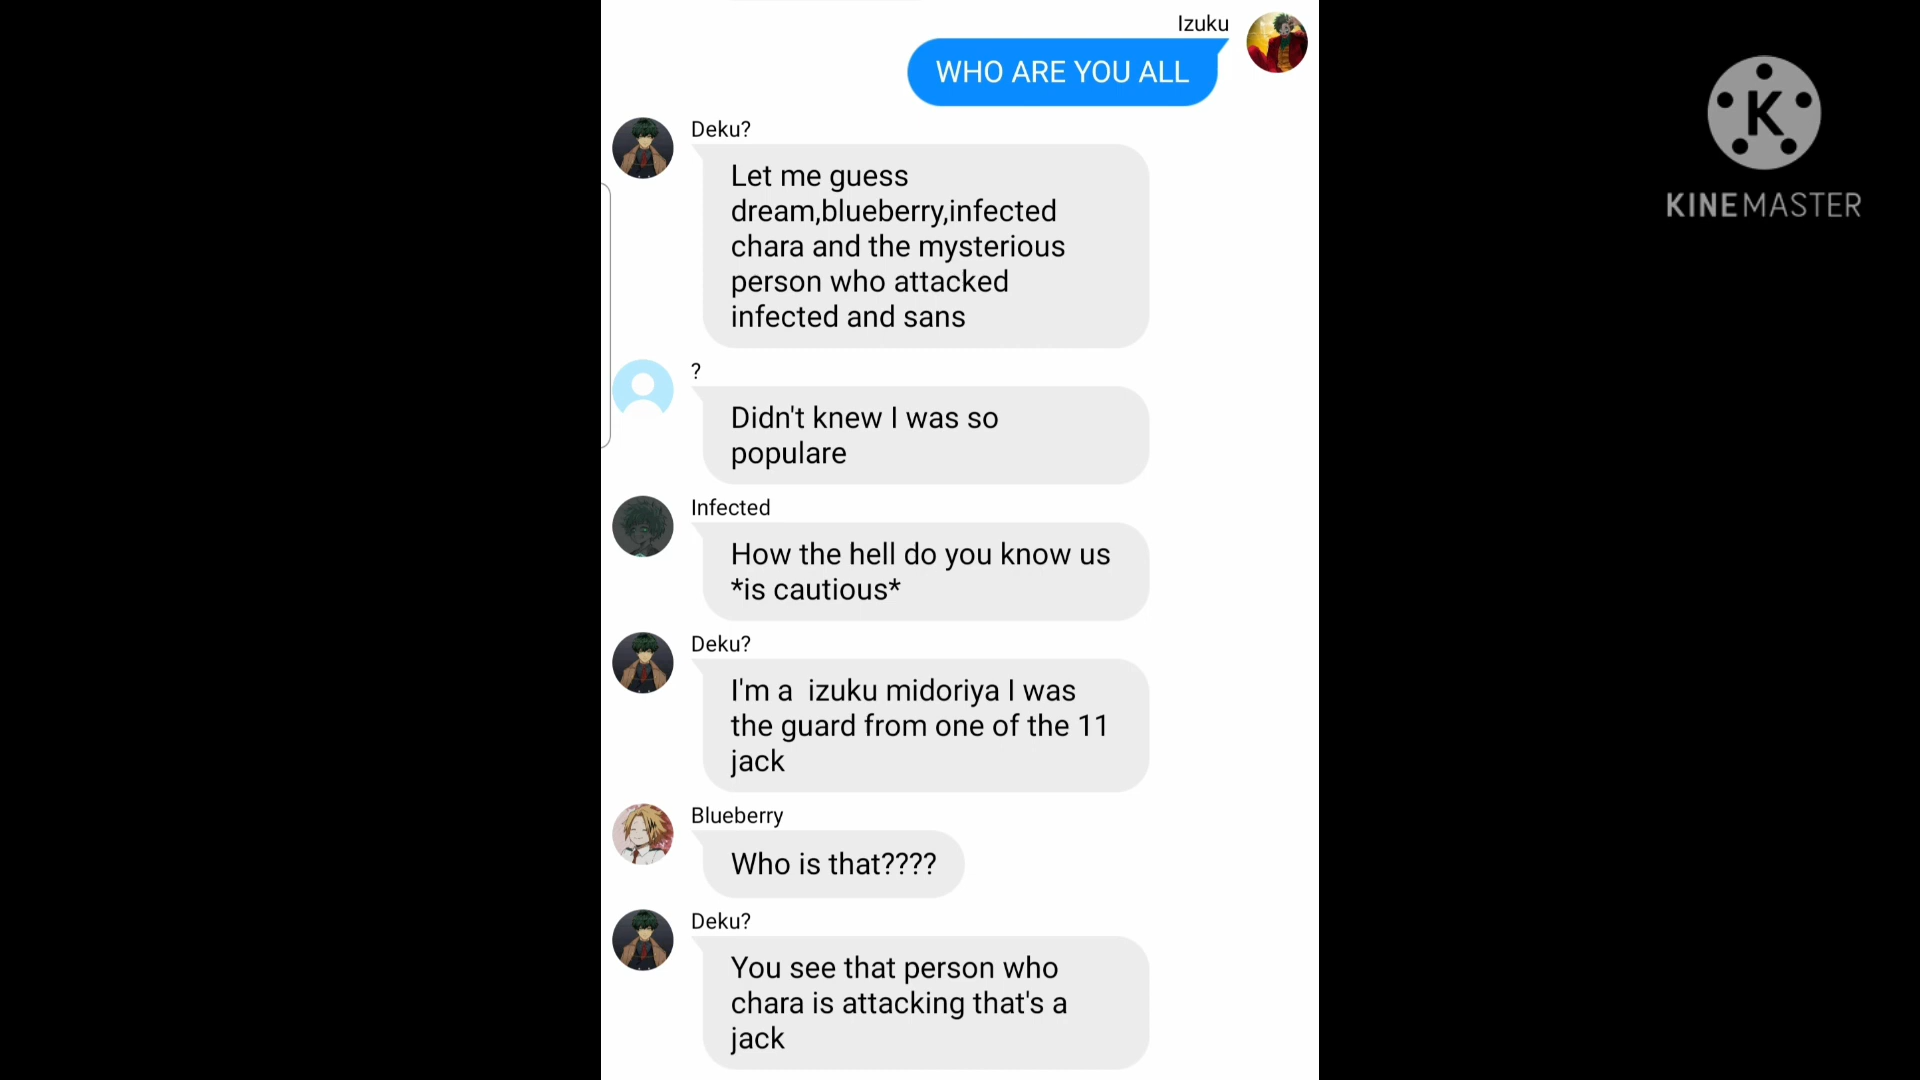 Izuku
WHO ARE YOU ALL
Deku?
Let me guess
dream,blueberry,infected
chara and the mysterious
person who attacked
infected and sans
?
Didn't knew I was so
populare
Infected
How the hell do you know us
*is cautious*
Deku?
I'm a  izuku midoriya I was
the guard from one of the 11
jack
Blueberry
Who is that????
Deku?
You see that person who
chara is attacking that's a
jack
K
KINEMASTER